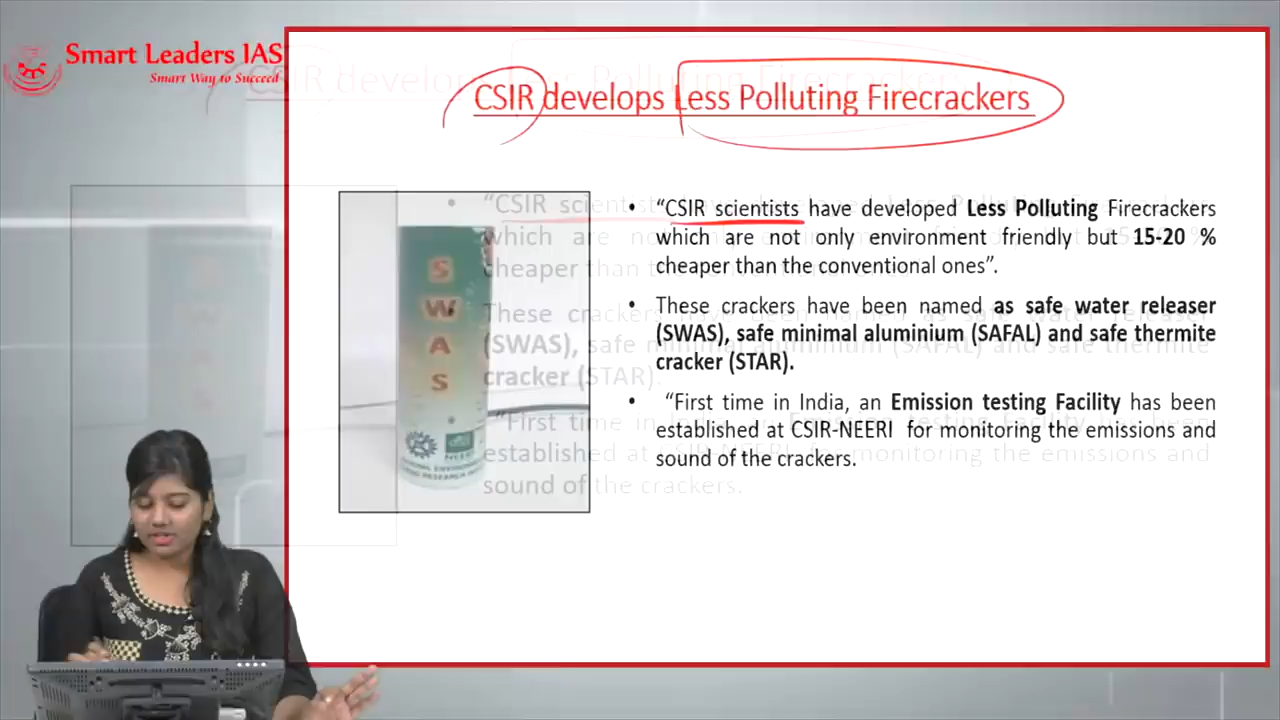 Smart Leaders IAS
Smart Way to Succeed
CSIR develops Less Polluting Firecrackers
• “CSIR scientists have developed Less Polluting Firecrackers
which are not only environment friendly but 15-20 %
cheaper than the conventional ones”.
• These crackers have been named as safe water releaser
(SWAS), safe minimal aluminium (SAFAL) and safe thermite
cracker (STAR).
• “First time in India, an Emission testing Facility has been
established at CSIR-NEERI for monitoring the emissions and
sound of the crackers.
S
W
A
S